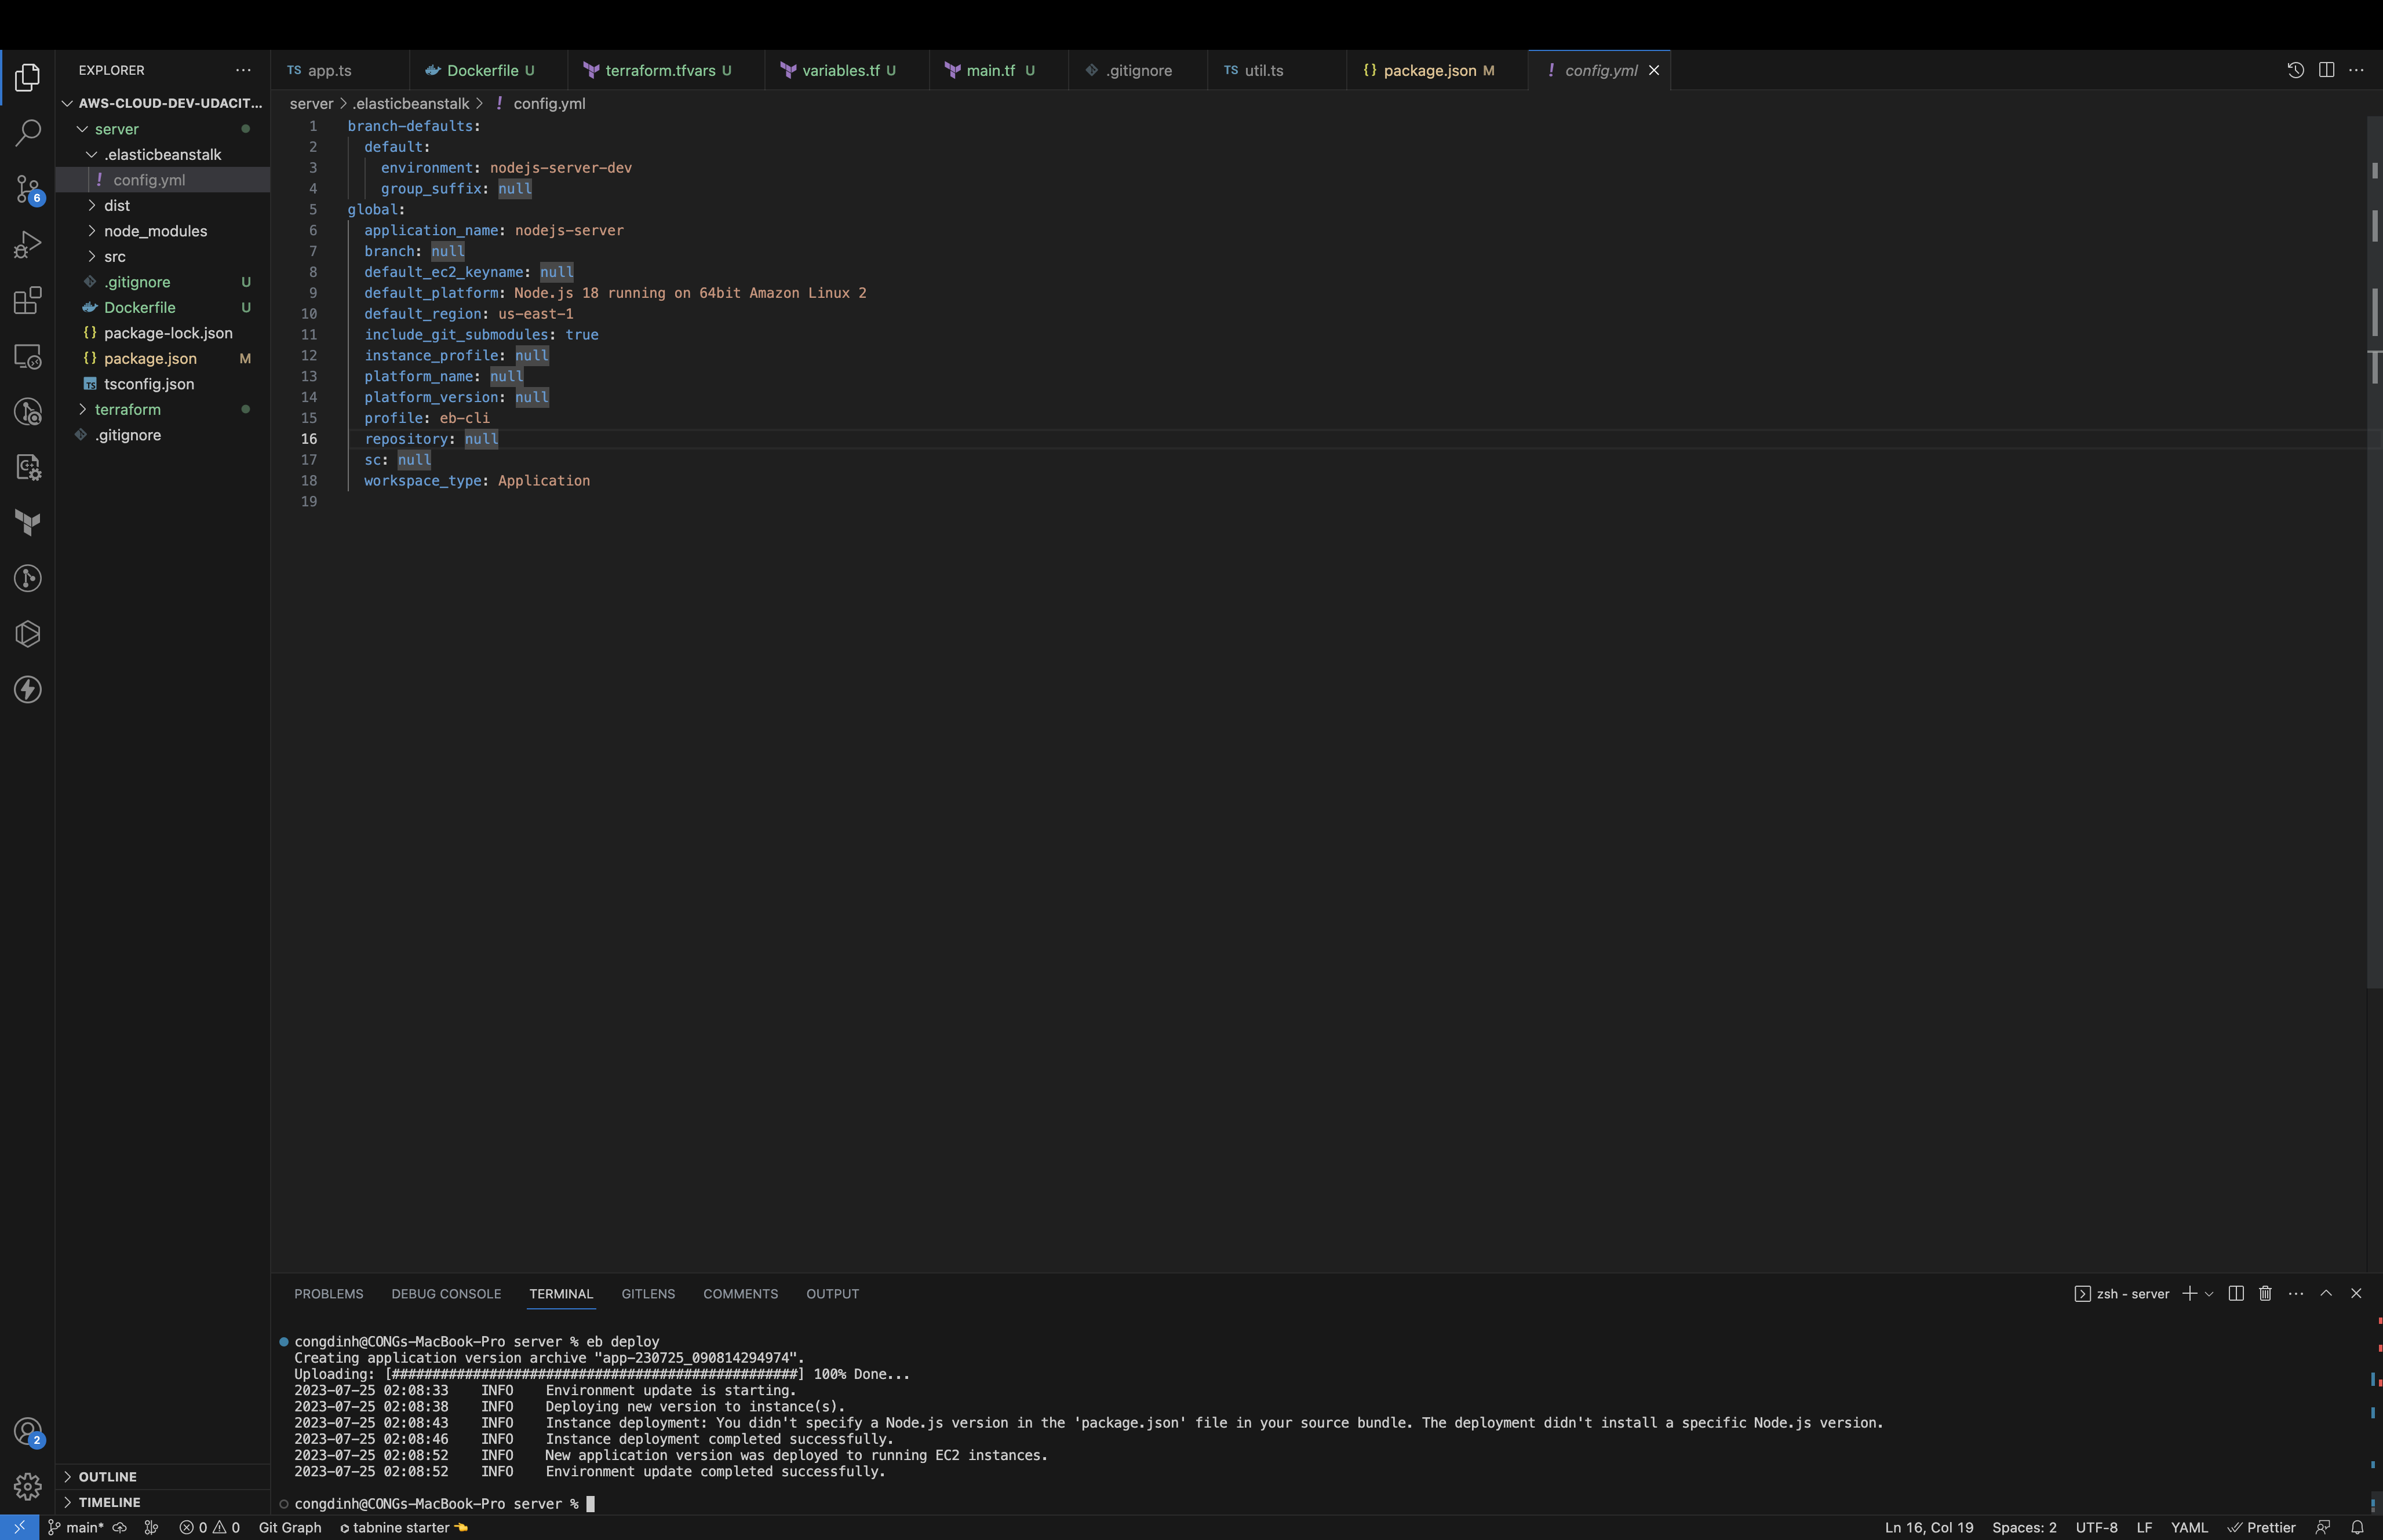 EXPLORER
AWS-CLOUD-DEV-UDACIT...
server
.elasticbeanstalk
! config.yml
dist
node_modules
src
.gitignore U
Dockerfile U
{} package-lock.json
{} package.json M
TS tsconfig.json
terraform
.gitignore
OUTLINE
TIMELINE
6
2
TS app.ts Dockerfile U terraform.tfvars U variables.tf U main.tf U .gitignore TS util.ts {} package.json M ! config.yml
server > .elasticbeanstalk > ! config.yml
1 branch-defaults:
2 default:
3 environment: nodejs-server-dev
4 group_suffix: null
5 global:
6 application_name: nodejs-server
7 branch: null
8 default_ec2_keyname: null
9 default_platform: Node.js 18 running on 64bit Amazon Linux 2
10 default_region: us-east-1
11 include_git_submodules: true
12 instance_profile: null
13 platform_name: null
14 platform_version: null
15 profile: eb-cli
16 repository: null
17 sc: null
18 workspace_type: Application
19
PROBLEMS DEBUG CONSOLE TERMINAL GITLENS COMMENTS OUTPUT
zsh - server
congdinh@CONGs-MacBook-Pro server % eb deploy
Creating application version archive "app-230725_090814294974".
Uploading: [##################################################] 100% Done...
2023-07-25 02:08:33 INFO Environment update is starting.
2023-07-25 02:08:38 INFO Deploying new version to instance(s).
2023-07-25 02:08:43 INFO Instance deployment: You didn't specify a Node.js version in the 'package.json' file in your source bundle. The deployment didn't install a specific Node.js version.
2023-07-25 02:08:46 INFO Instance deployment completed successfully.
2023-07-25 02:08:52 INFO New application version was deployed to running EC2 instances.
2023-07-25 02:08:52 INFO Environment update completed successfully.
congdinh@CONGs-MacBook-Pro server %
main* 0 0 Git Graph tabnine starter Ln 16, Col 19 Spaces: 2 UTF-8 LF YAML Prettier